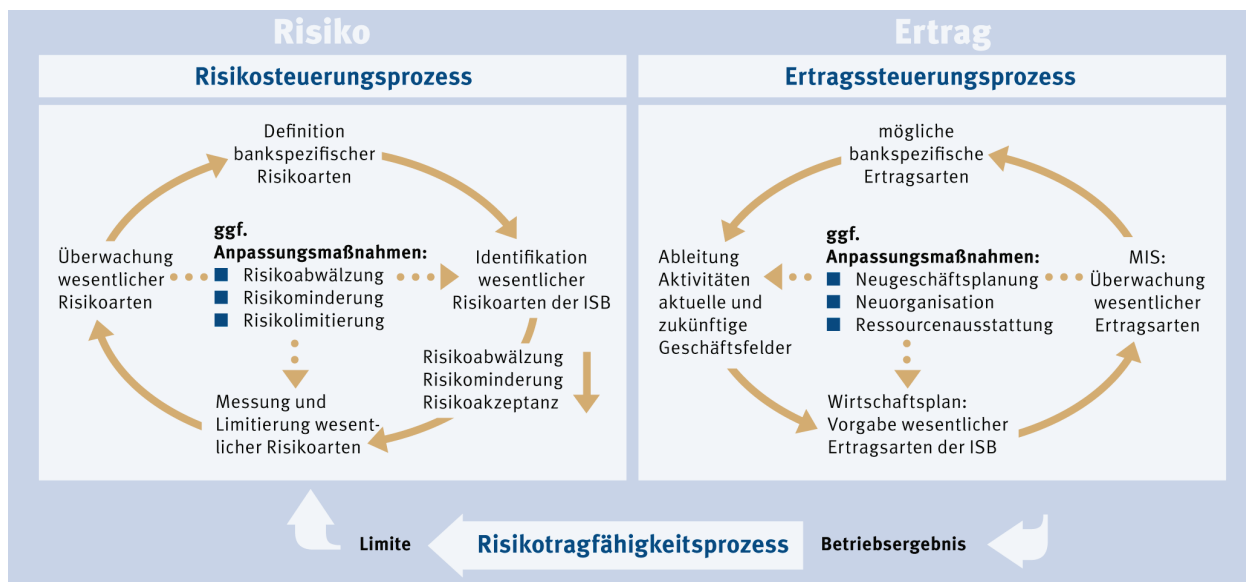 Risiko
Risikosteuerungsprozess
Definition
bankspezifischer
Risikoarten
ggf.
Anpassungsmaßnahmen:
Risikoabwälzung
Risikominderung
Risikolimitierung
Überwachung
wesentlicher
Risikoarten
Identifikation
wesentlicher
Risikoarten der ISB
Risikoabwälzung
Risikominderung
Risikoakzeptanz
Messung und
Limitierung wesent-
licher Risikoarten
Ertrag
Ertragssteuerungsprozess
mögliche
bankspezifische
Ertragsarten
ggf.
Anpassungsmaßnahmen:
Neugeschäftsplanung
Neuorganisation
Ressourcenausstattung
Ableitung
Aktivitäten
aktuelle und
zukünftige
Geschäftsfelder
MIS:
Überwachung
wesentlicher
Ertragsarten
Wirtschaftsplan:
Vorgabe wesentlicher
Ertragsarten der ISB
Limite
Risikotragfähigkeitsprozess
Betriebsergebnis